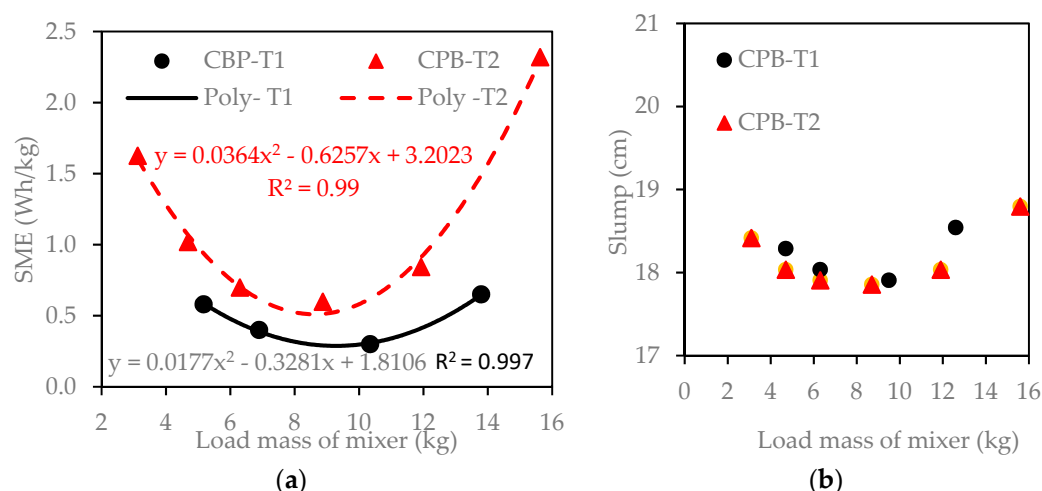 2.5
2.0
1.5
1.0
0.5
0.0
SME (Wh/kg)
CBP-T1 CPB-T2
Poly- T1 Poly -T2
y = 0.0364x² - 0.6257x + 3.2023
R² = 0.99
y = 0.0177x² - 0.3281x + 1.8106 R² = 0.997
2 4 6 8 10 12 14 16
Load mass of mixer (kg)
(a)
21
20
19
18
17
Slump (cm)
CPB-T1
CPB-T2
0 2 4 6 8 10 12 14 16
Load mass of mixer (kg)
(b)